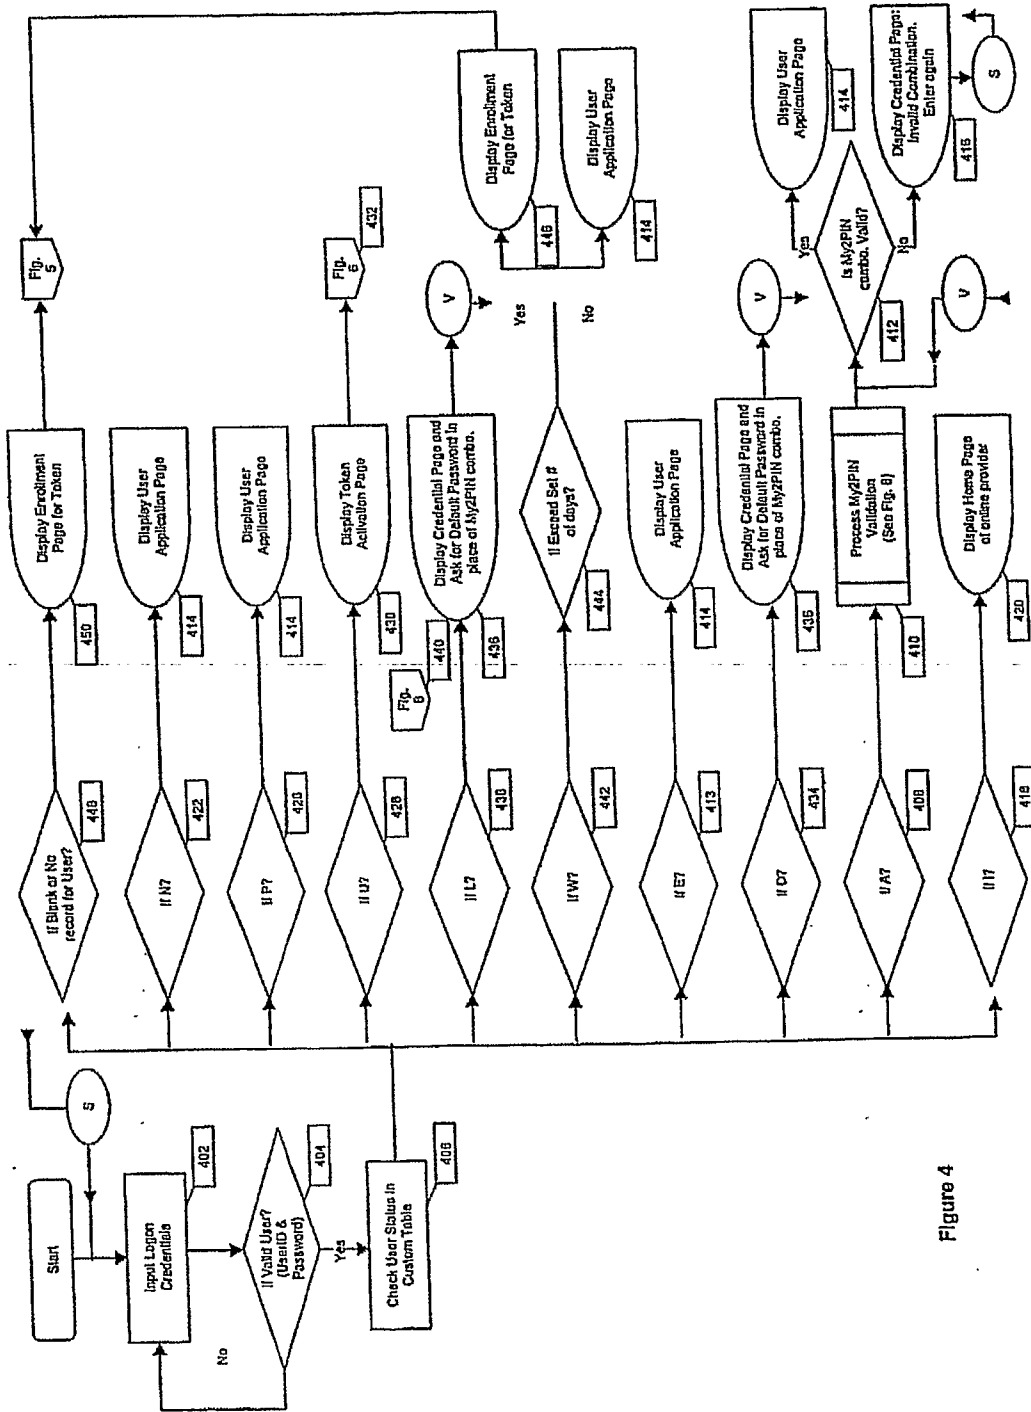 Start
S
Input Logon
Credentials
402
No
If Valid User?
(UserID &
Password)
404
Yes
Check User Status in
Custom Table
406
If Blank or No
record for User?
448
Display Enrollment
Page for Token
450
Fig.
5
If N?
422
Display User
Application Page
414
If P?
Display User
Application Page
414
If U?
428
Display Token
Activation Page
430
Fig.
6
432
If L?
Fig.
440
Display Credential Page and
Ask for Default Password in
place of My2PIN combo.
436
V
If W?
442
If Exceed Set #
of days?
444
Yes
No
Display Enrollment
Page for Token
446
Display User
Application Page
414
If E?
413
Display User
Application Page
414
434
Display Credential Page and
Ask for Default Password in
place of My2PIN combo.
V
If A?
408
Process My2PIN
Validation
(See Fig. 8)
410
Is My2PIN
combo. Valid?
412
Yes
No
Display User
Application Page
414
Display Credential Page:
Invalid Combination.
Enter again
416
S
V
If I?
418
Display Home Page
of online provider
420
Figure 4